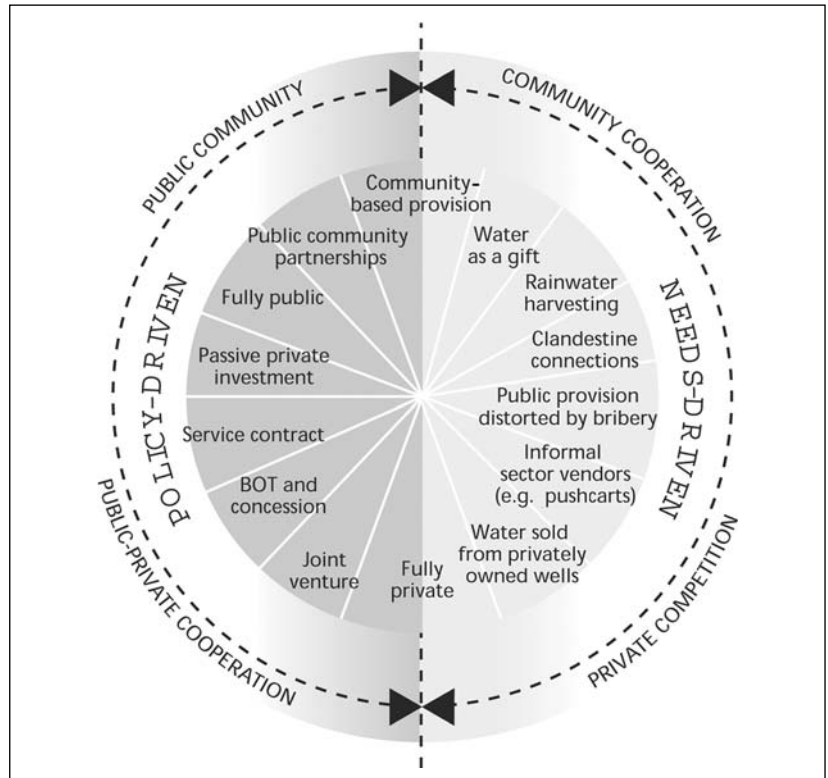 PUBLIC COMMUNITY
COMMUNITY COOPERATION
POLICY-DRIVEN
NEEDS-DRIVEN
PUBLIC-PRIVATE COOPERATION
PRIVATE COMPETITION
Community-
based provision
Public community
partnerships
Fully public
Passive private
investment
Service contract
BOT and
concession
Joint
venture
Fully
private
Water
as a gift
Rainwater
harvesting
Clandestine
connections
Public provision
distorted by bribery
Informal
sector vendors
(e.g. pushcarts)
Water sold
from privately
owned wells